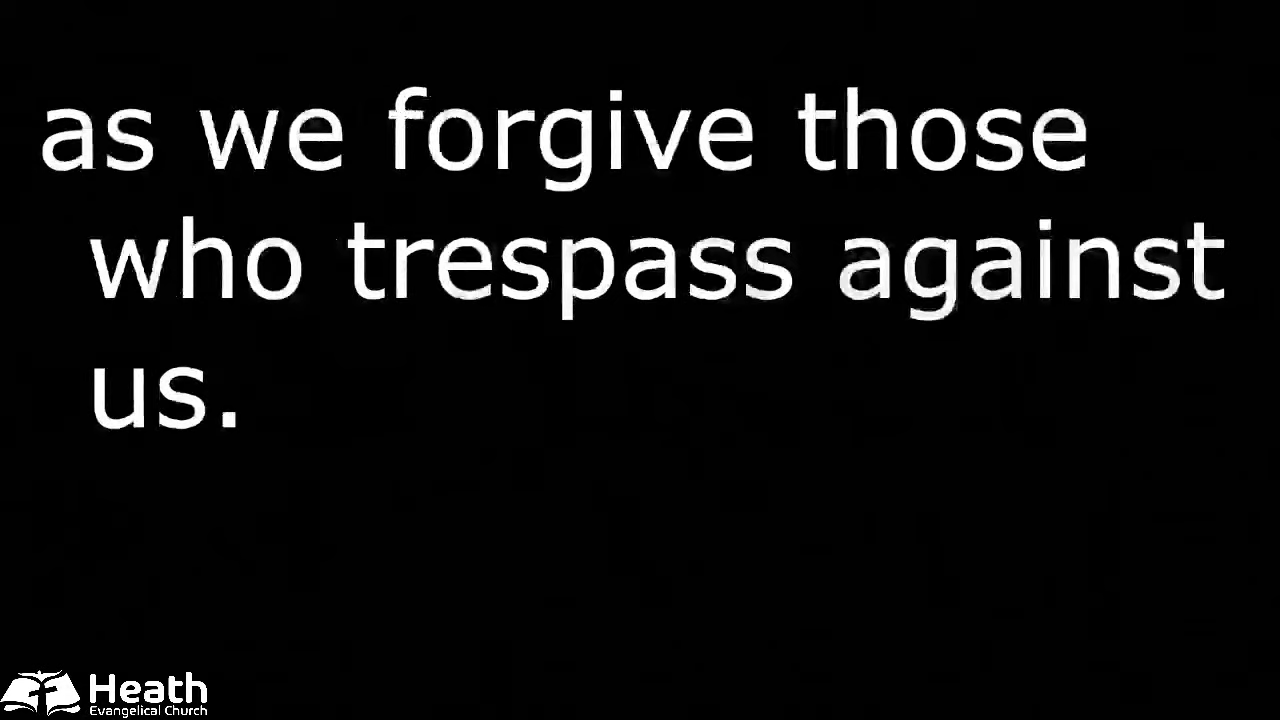 as we forgive those
who trespass against
us.
Heath
Evangelical Church